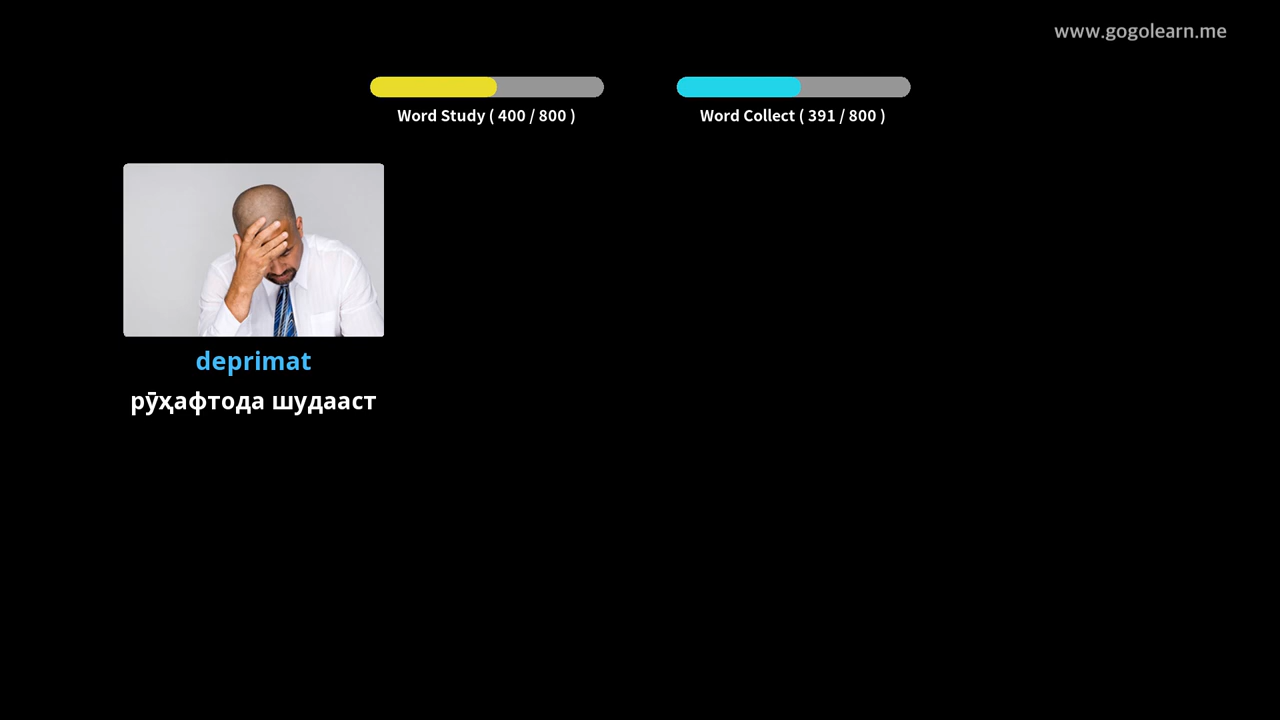 www.gogolearn.me
Word Study ( 400 / 800 )
Word Collect ( 391 / 800 )
deprimat
рӯҳафтода шудааст